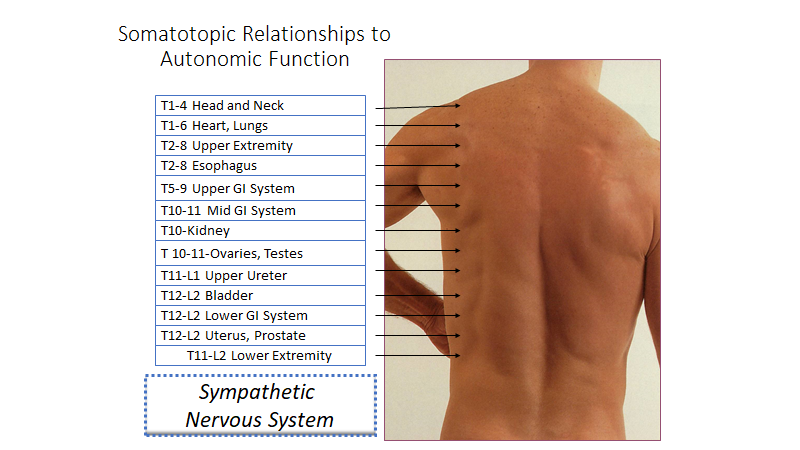 Somatotopic Relationships to
Autonomic Function
T1-4 Head and Neck
T1-6 Heart, Lungs
T2-8 Upper Extremity
T2-8 Esophagus
T5-9 Upper GI System
T10-11 Mid GI System
T10-Kidney
T 10-11-Ovaries, Testes
T11-L1 Upper Ureter
T12-L2 Bladder
T12-L2 Lower GI System
T12-L2 Uterus, Prostate
T11-L2 Lower Extremity
Sympathetic
Nervous System